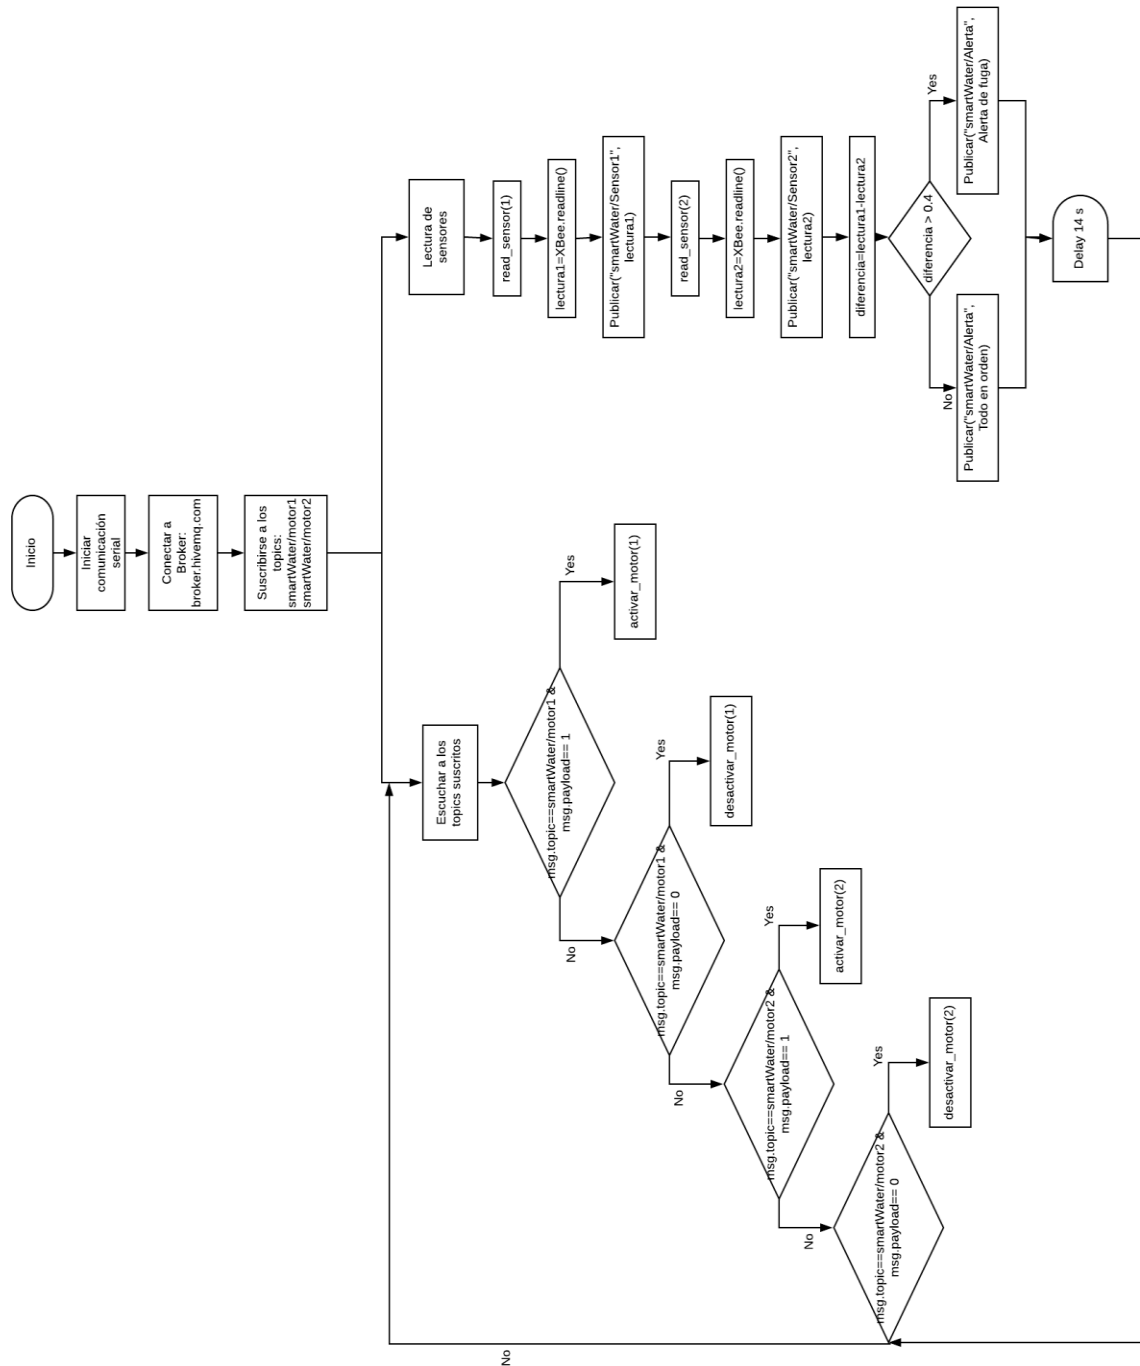 Inicio
Iniciar
comunicación
serial
Conectar a
Broker:
broker.hivemq.com
Suscribirse a los
topics:
smartWater/motor1
smartWater/motor2
Escuchar a los
topics suscritos
msg.topic==smartWater/motor1 &
msg.payload== 1
Yes
activar_motor(1)
No
msg.topic==smartWater/motor1 &
msg.payload== 0
Yes
desactivar_motor(1)
No
msg.topic==smartWater/motor2 &
msg.payload== 1
Yes
activar_motor(2)
No
msg.topic==smartWater/motor2 &
msg.payload== 0
Yes
desactivar_motor(2)
No
Lectura de
sensores
read_sensor(1)
lectura1=XBee.readline()
Publicar("smartWater/Sensor1",
lectura1)
read_sensor(2)
lectura2=XBee.readline()
Publicar("smartWater/Sensor2",
lectura2)
diferencia=lectura1-lectura2
diferencia > 0.4
No
Publicar("smartWater/Alerta",
Todo en orden)
Yes
Publicar("smartWater/Alerta",
Alerta de fuga)
Delay 14 s